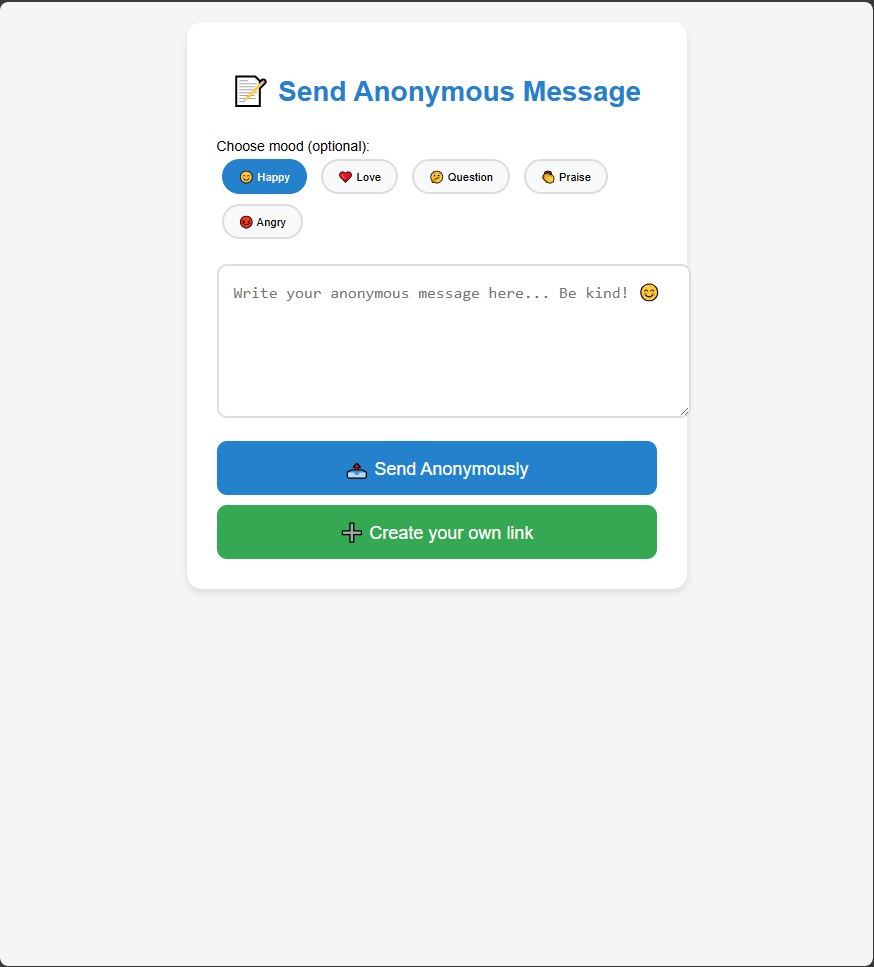 📝 Send Anonymous Message
Choose mood (optional):
😊 Happy ❤️ Love 🤔 Question 👏 Praise
😡 Angry
Write your anonymous message here... Be kind! 😊
📤 Send Anonymously
➕ Create your own link